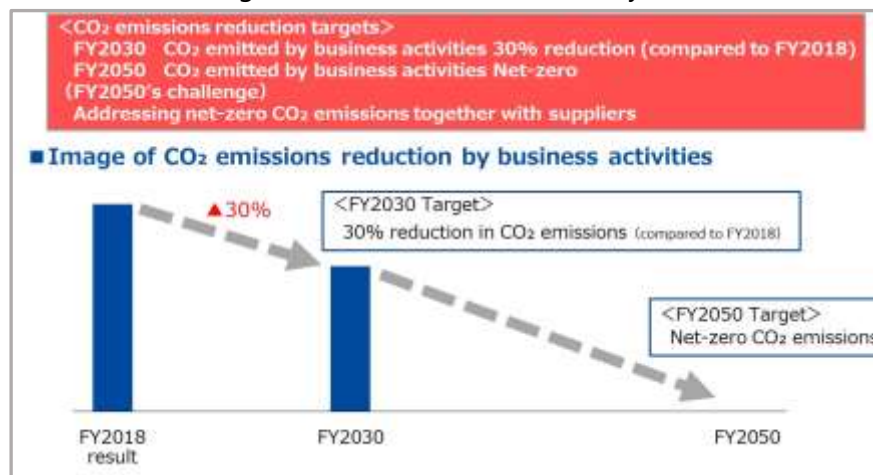 <CO₂ emissions reduction targets>
FY2030 CO₂ emitted by business activities 30% reduction (compared to FY2018)
FY2050 CO₂ emitted by business activities Net-zero
(FY2050's challenge)
Addressing net-zero CO₂ emissions together with suppliers
■Image of CO₂ emissions reduction by business activities
▲30%
<FY2030 Target>
30% reduction in CO₂ emissions (compared to FY2018)
<FY2050 Target>
Net-zero CO₂ emissions
FY2018
result
FY2030
FY2050